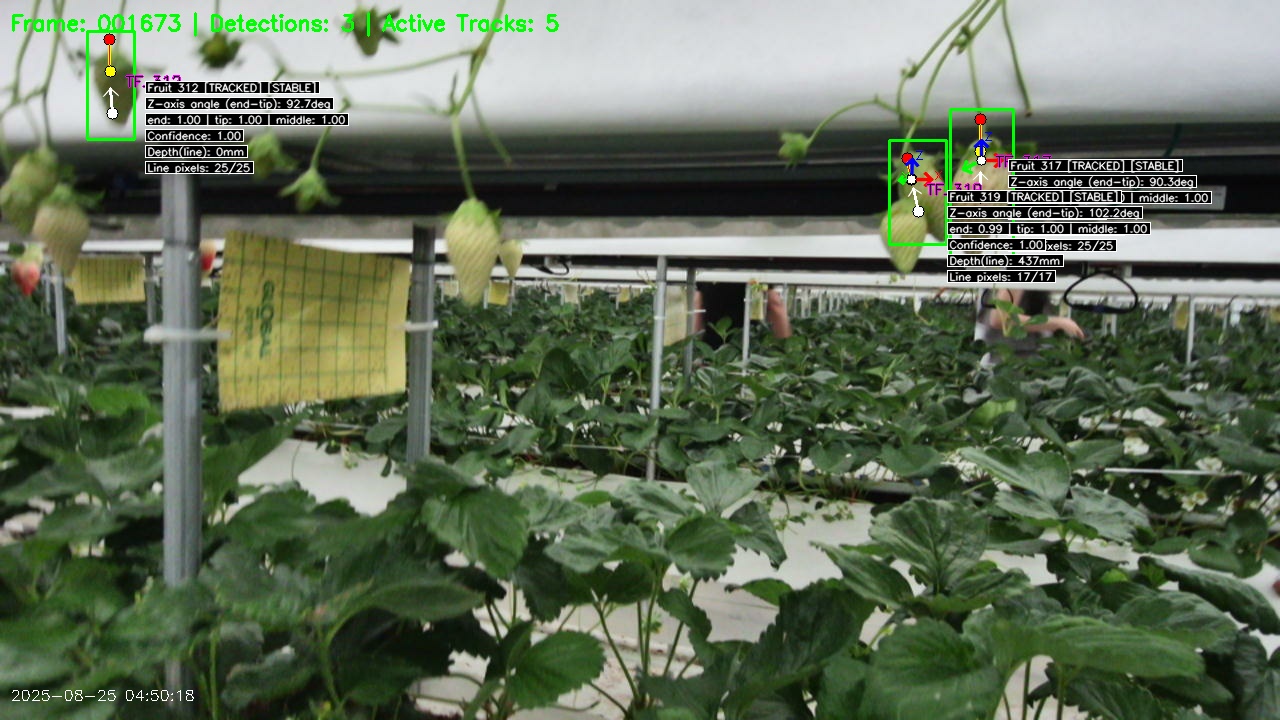 Frame: 001673 | Detections: 3 | Active Tracks: 5
TF_312
Fruit 312 [TRACKED] [STABLE]
Z-axis angle (end-tip): 92.7deg
end: 1.00 | tip: 1.00 | middle: 1.00
Confidence: 1.00
Depth(line): 0mm
Line pixels: 25/25
Z
TF_317
Fruit 317 [TRACKED] [STABLE]
Z-axis angle (end-tip): 90.3deg
| middle: 1.00
xels: 25/25
Z
TF_319
Fruit 319 [TRACKED] [STABLE]
Z-axis angle (end-tip): 102.2deg
end: 0.99 | tip: 1.00 | middle: 1.00
Confidence: 1.00
Depth(line): 437mm
Line pixels: 17/17
2025-08-25 04:50:18